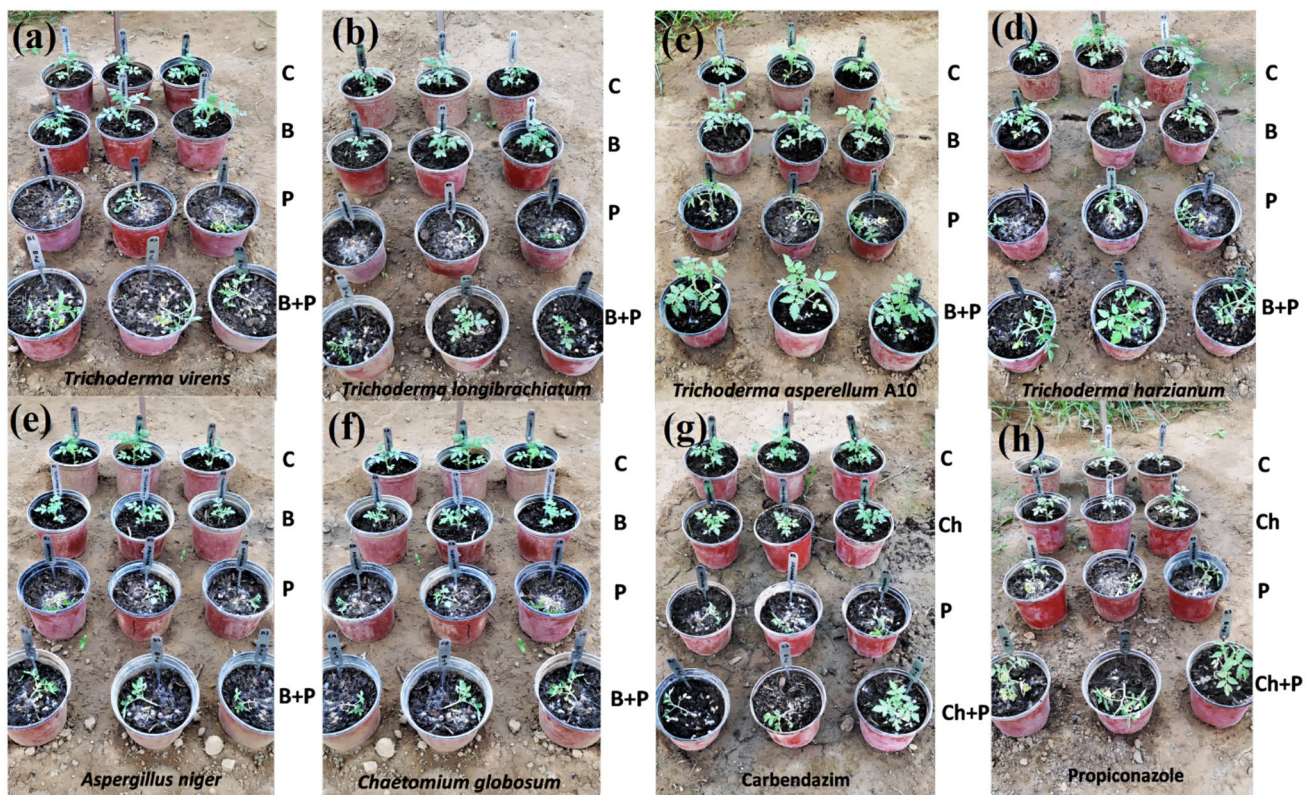 (a)
C
B
P
B+P
Trichoderma virens
(b)
C
B
P
B+P
Trichoderma longibrachiatum
(c)
C
B
P
B+P
Trichoderma asperellum A10
(d)
C
B
P
B+P
Trichoderma harzianum
(e)
C
B
P
B+P
Aspergillus niger
(f)
C
B
P
B+P
Chaetomium globosum
(g)
C
Ch
P
Ch+P
Carbendazim
(h)
C
Ch
P
Ch+P
Propiconazole